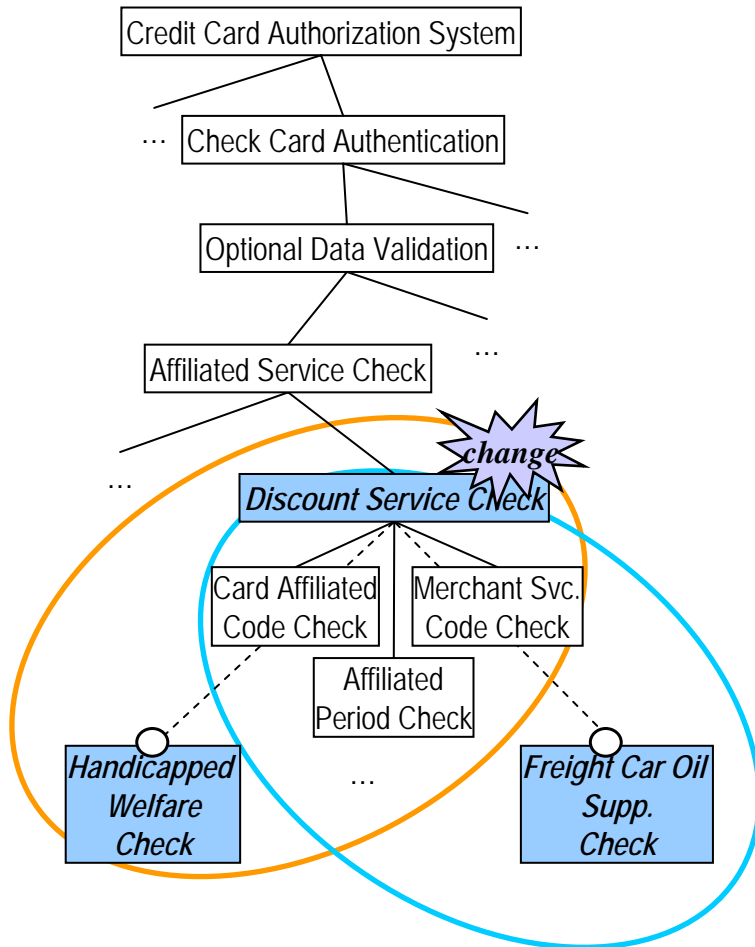 Credit Card Authorization System
…
Check Card Authentication
Optional Data Validation
…
Affiliated Service Check
…
change
…
Discount Service Check
Card Affiliated
Code Check
Merchant Svc.
Code Check
Affiliated
Period Check
Handicapped
Welfare
Check
…
Freight Car Oil
Supp.
Check